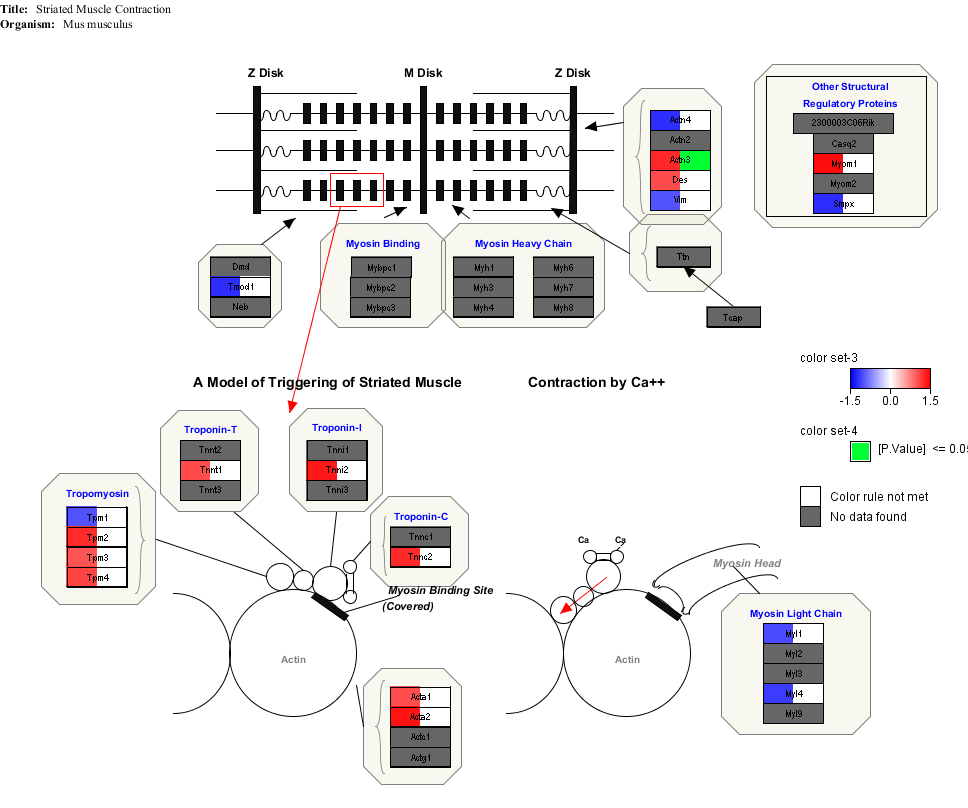 Title: Striated Muscle Contraction
Organism: Mus musculus
Z Disk
M Disk
Z Disk
Other Structural
Regulatory Proteins
2300003C06Rik
Casq2
Myom1
Myom2
Smpx
Actn4
Actn2
Actn3
Des
Vim
Dmd
Tmod1
Neb
Myosin Binding
Mybpc1
Mybpc2
Mybpc3
Myosin Heavy Chain
Myh1
Myh3
Myh4
Myh6
Myh7
Myh8
Ttn
Tcap
color set-3
-1.5 0.0 1.5
color set-4
[P.Value] <= 0.05
Color rule not met
No data found
A Model of Triggering of Striated Muscle
Contraction by Ca++
Troponin-T
Tnnt2
Tnnt1
Tnnt3
Troponin-I
Tnni1
Tnni2
Tnni3
Tropomyosin
Tpm1
Tpm2
Tpm3
Tpm4
Troponin-C
Tnnc1
Tnnc2
Myosin Binding Site
(Covered)
Actin
Acta1
Acta2
Actc1
Actg1
Ca
Ca
Myosin Head
Actin
Myosin Light Chain
Myl1
Myl2
Myl3
Myl4
Myl9